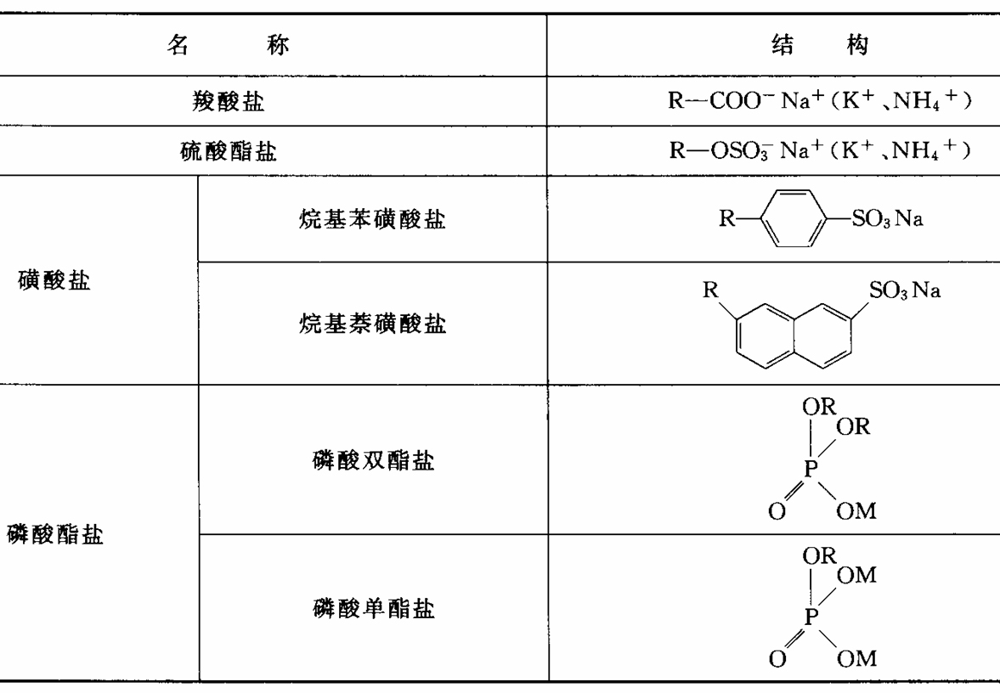 名 称 结 构
羧酸盐 R—COO⁻Na⁺(K⁺、NH₄⁺)
硫酸酯盐 R—OSO₃⁻Na⁺(K⁺、NH₄⁺)
磺酸盐
烷基苯磺酸盐 R— —SO₃Na
烷基萘磺酸盐 R SO₃Na
磷酸酯盐
磷酸双酯盐
OR
OR
P
O OM
磷酸单酯盐
OR
OM
P
O OM